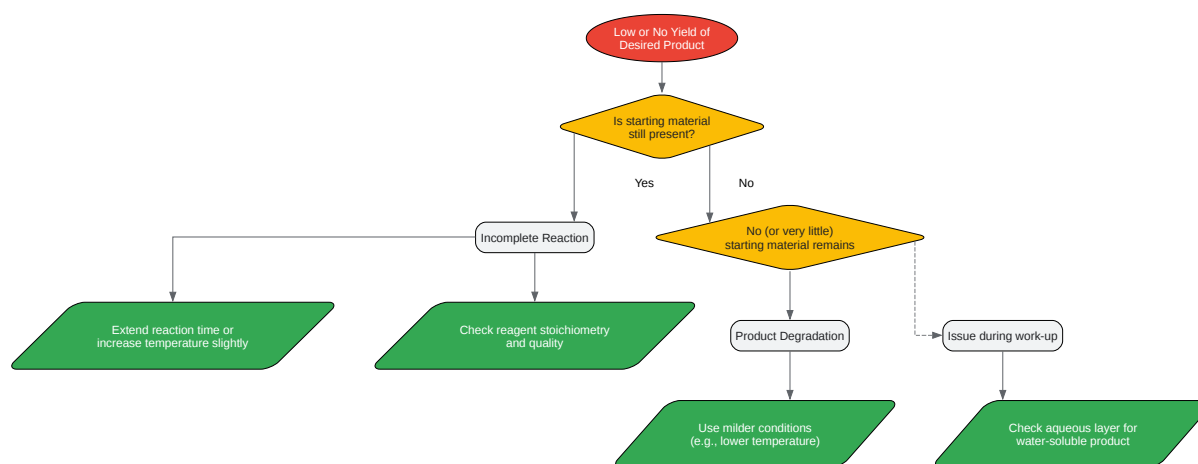 Low or No Yield of
Desired Product
Is starting material
still present?
Yes
No
Incomplete Reaction
No (or very little)
starting material remains
Extend reaction time or
increase temperature slightly
Check reagent stoichiometry
and quality
Product Degradation
Issue during work-up
Use milder conditions
(e.g., lower temperature)
Check aqueous layer for
water-soluble product